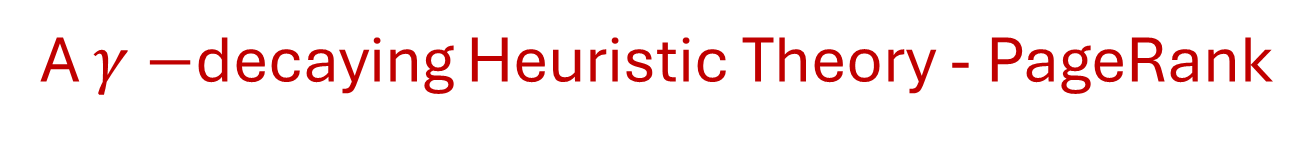 A γ −decaying Heuristic Theory - PageRank